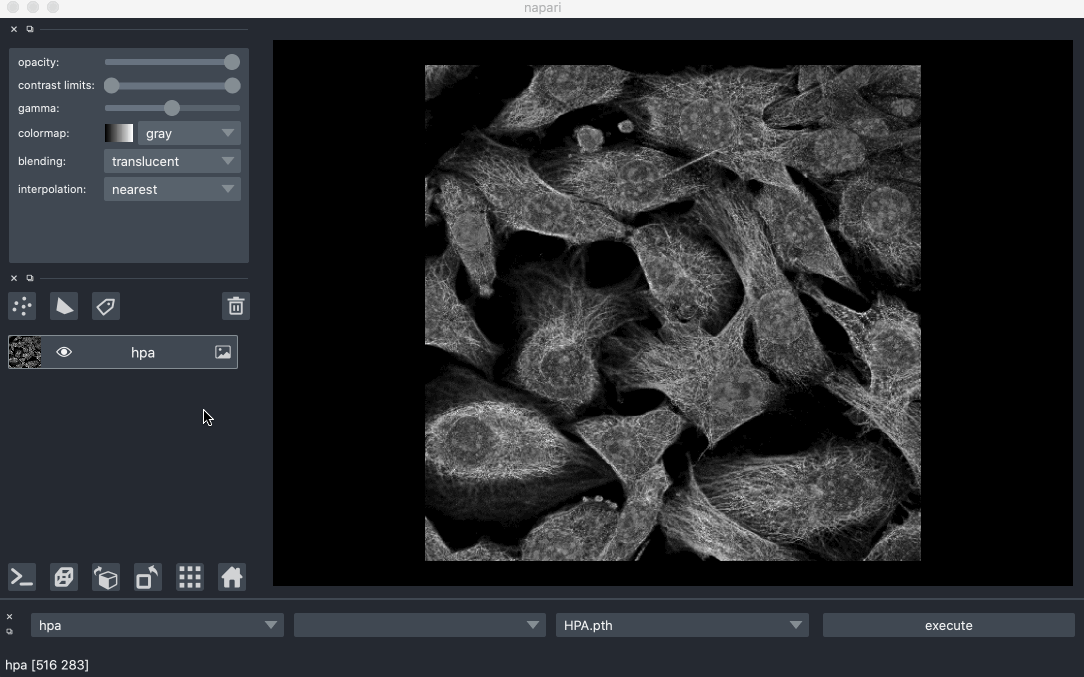 napari
opacity:
contrast limits:
gamma:
colormap: gray
blending: translucent
interpolation: nearest
hpa
hpa HPA.pth execute
hpa [516 283]